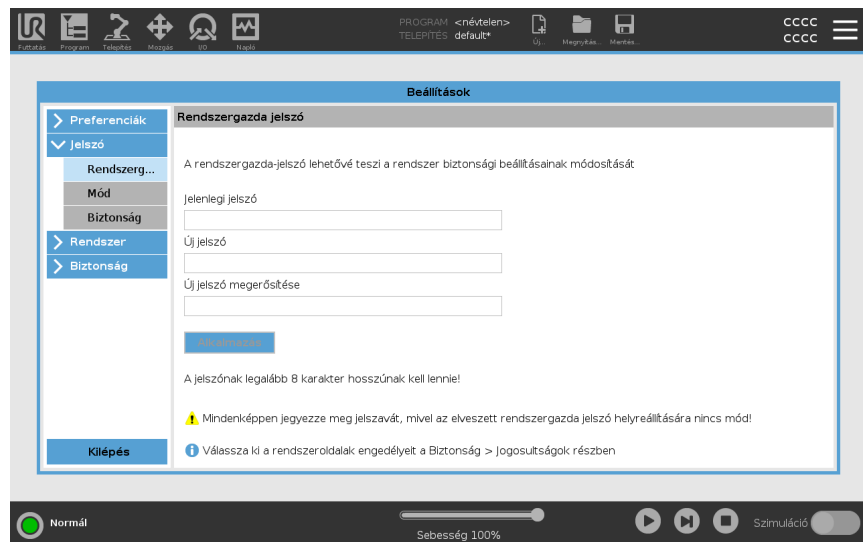 UR
PROGRAM <névtelen>
TELEPÍTÉS default*
CCCC
CCCC
Futtatás Program Telepítés Mozgás I/O Napló Új... Megnyitás... Mentés...
Beállítások
Preferenciák
Jelszó
Rendszerg...
Mód
Biztonság
Rendszer
Biztonság
Kilépés
Rendszergazda jelszó
A rendszergazda-jelszó lehetővé teszi a rendszer biztonsági beállításainak módosítását
Jelenlegi jelszó
Új jelszó
Új jelszó megerősítése
Alkalmazás
A jelszónak legalább 8 karakter hosszúnak kell lennie!
Mindenképpen jegyezze meg jelszavát, mivel az elveszett rendszergazda jelszó helyreállítására nincs mód!
Válassza ki a rendszeroldalak engedélyeit a Biztonság > Jogosultságok részben
Normál
Sebesség 100%
Szimuláció